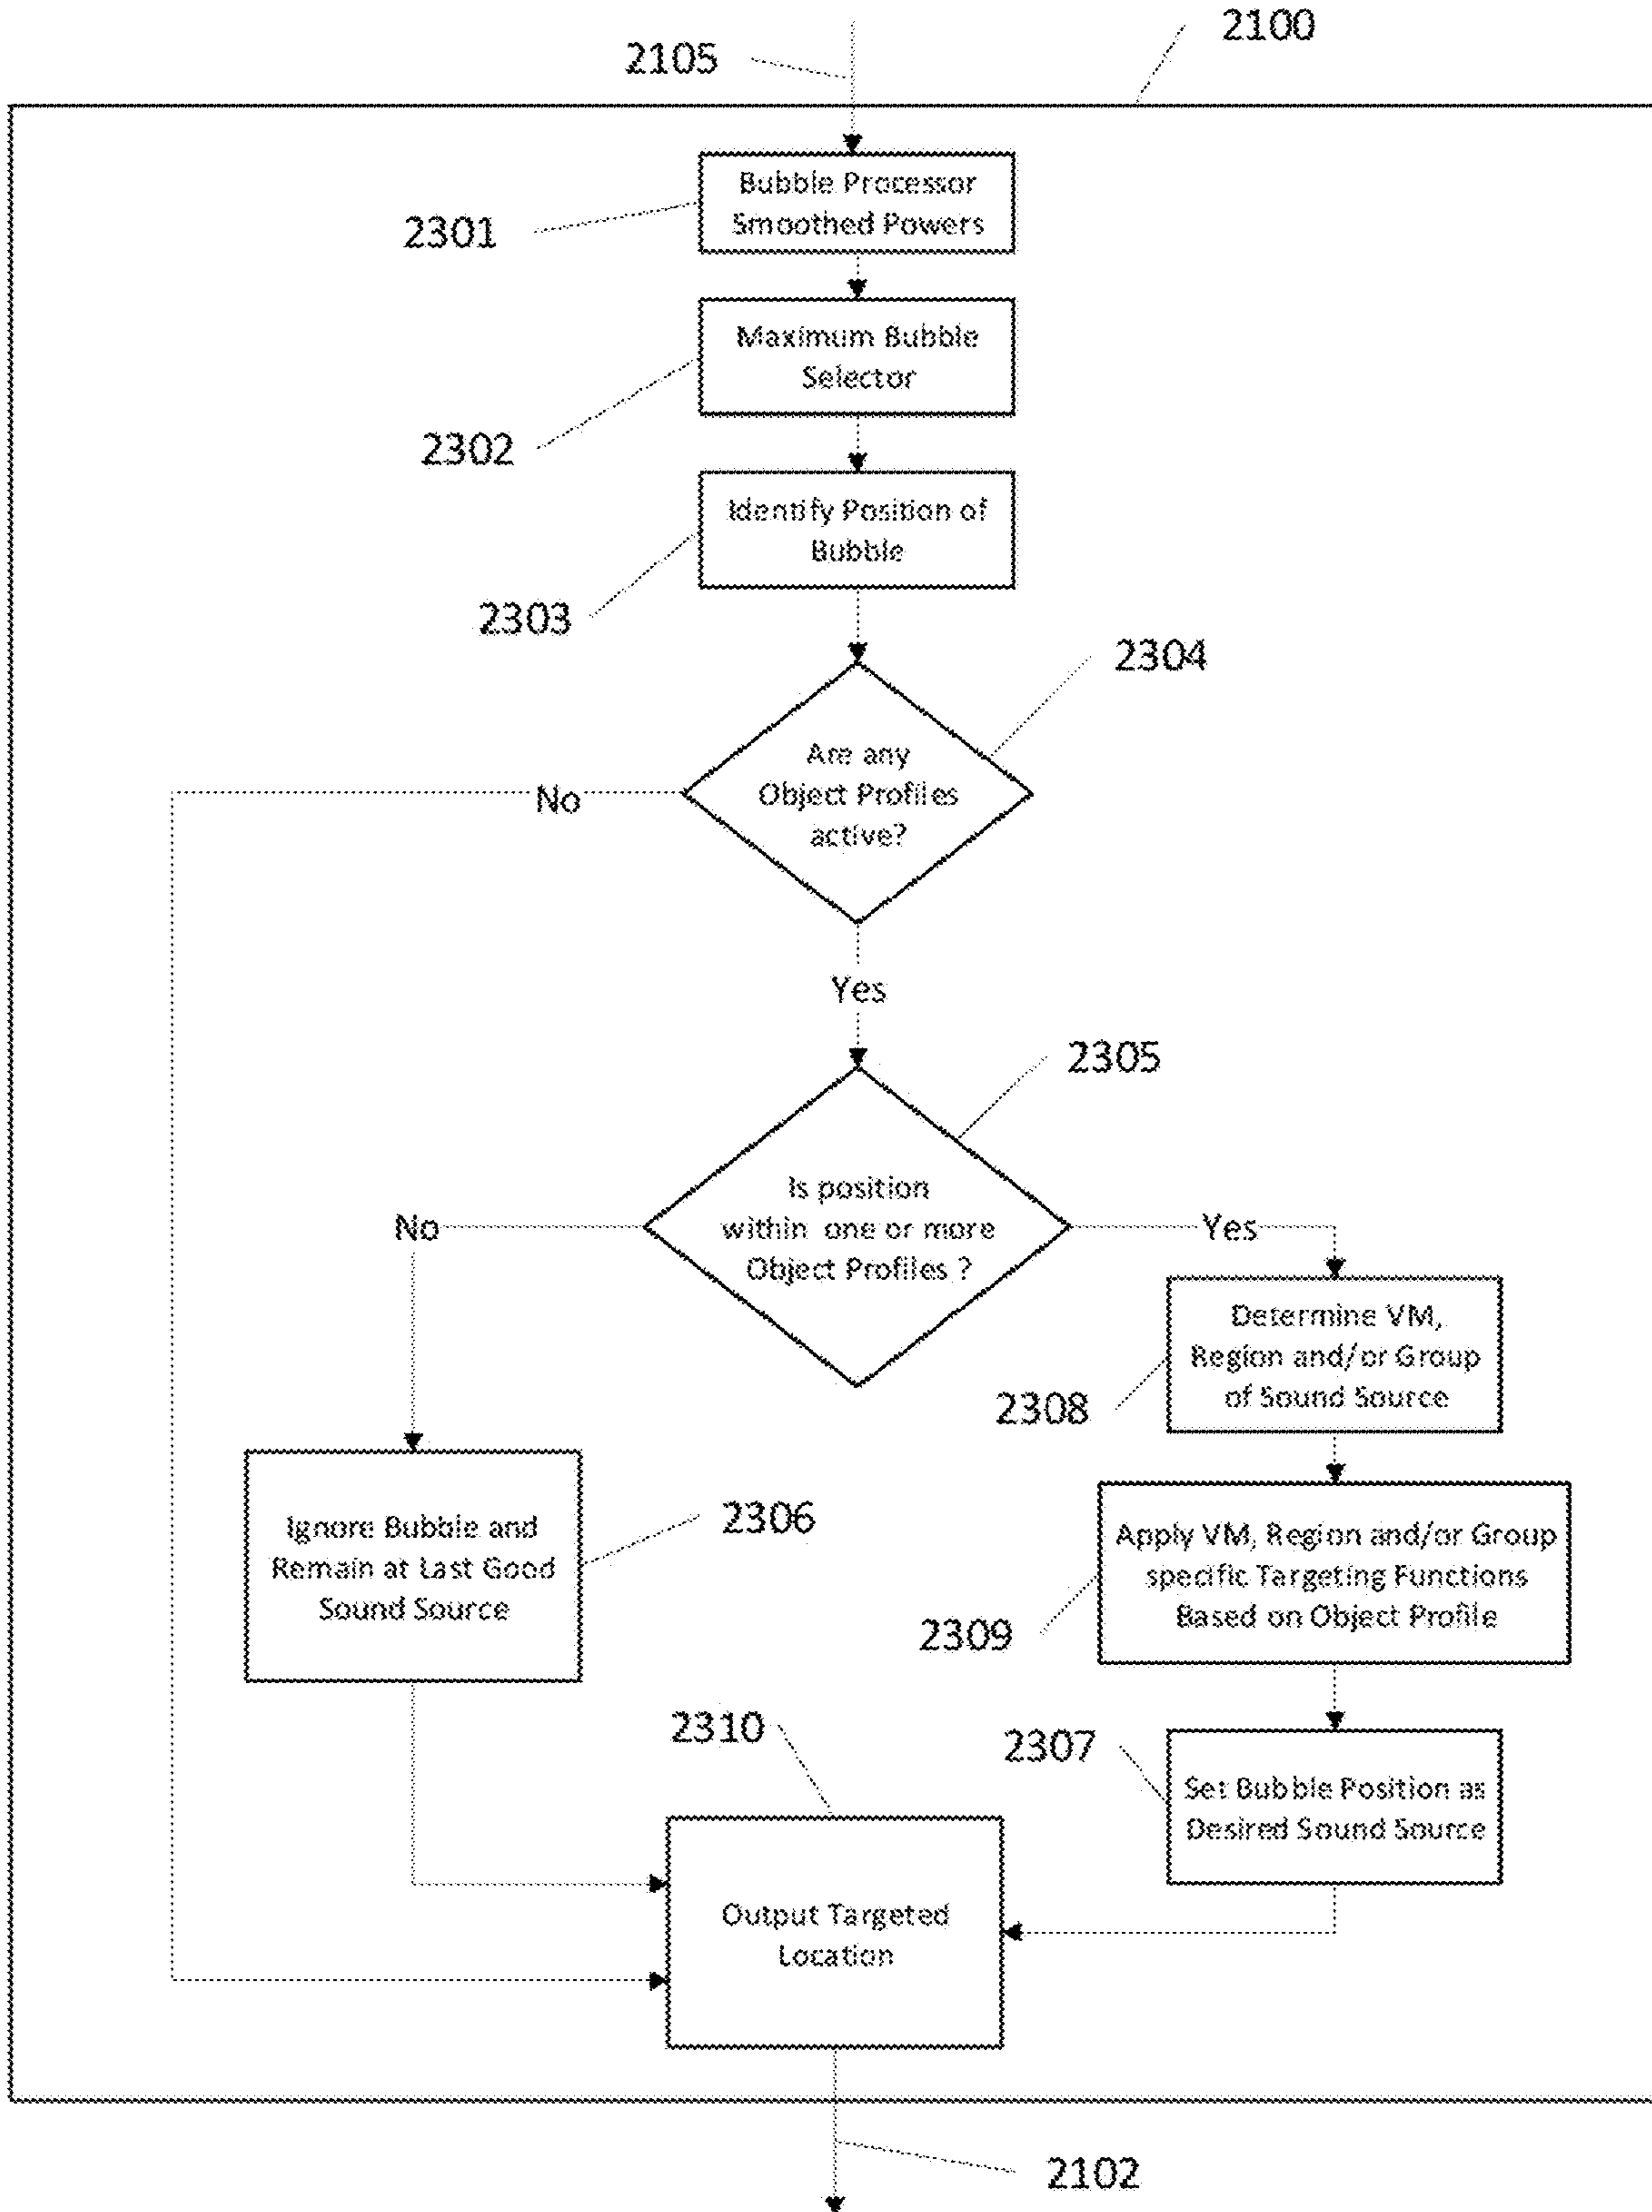 2105
2100
Bubble Processor
Smoothed Powers
2301
Maximum Bubble
Selector
2302
Identify Position of
Bubble
2303
2304
Are any
Object Profiles
active?
No
Yes
2305
Is position
within one or more
Object Profiles ?
No
Yes
Determine VM,
Region and/or Group
of Sound Source
2308
Ignore Bubble and
Remain at Last Good
Sound Source
2306
Apply VM, Region and/or Group
specific Targeting Functions
Based on Object Profile
2309
2310
2307
Set Bubble Position as
Desired Sound Source
Output Targeted
Location
2102